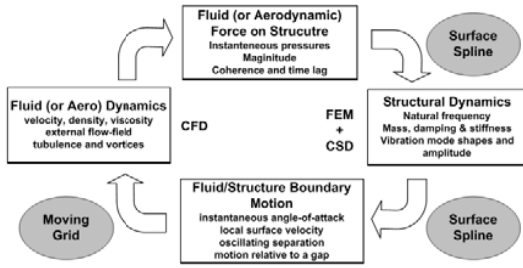 Fluid (or Aerodynamic)
Force on Strucutre
Instanteneous pressures
Maginitude
Coherence and time lag
Surface
Spline
Fluid (or Aero) Dynamics
velocity, density, viscosity
external flow-field
tubulence and vortices
CFD
FEM
+
CSD
Structural Dynamics
Natural frequency
Mass, damping & stiffness
Vibration mode shapes and
amplitude
Moving
Grid
Fluid/Structure Boundary
Motion
instantaneous angle-of-attack
local surface velocity
oscillating separation
motion relative to a gap
Surface
Spline